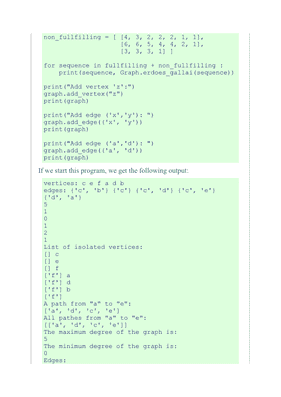 non_fullfilling = [ [4, 3, 2, 2, 2, 1, 1],
[6, 6, 5, 4, 4, 2, 1],
[3, 3, 3, 1] ]
for sequence in fullfilling + non_fullfilling :
print(sequence, Graph.erdoes_gallai(sequence))
print("Add vertex 'z':")
graph.add_vertex("z")
print(graph)
print("Add edge ('x','y'): ")
graph.add_edge(('x', 'y'))
print(graph)
print("Add edge ('a','d'): ")
graph.add_edge(('a', 'd'))
print(graph)
If we start this program, we get the following output:
vertices: c e f a d b
edges: {'c', 'b'} {'c'} {'c', 'd'} {'c', 'e'}
{'d', 'a'}
5
1
0
1
2
1
List of isolated vertices:
[] c
[] e
[] f
['f'] a
['f'] d
['f'] b
['f']
A path from "a" to "e":
['a', 'd', 'c', 'e']
All pathes from "a" to "e":
[['a', 'd', 'c', 'e']]
The maximum degree of the graph is:
5
The minimum degree of the graph is:
0
Edges: